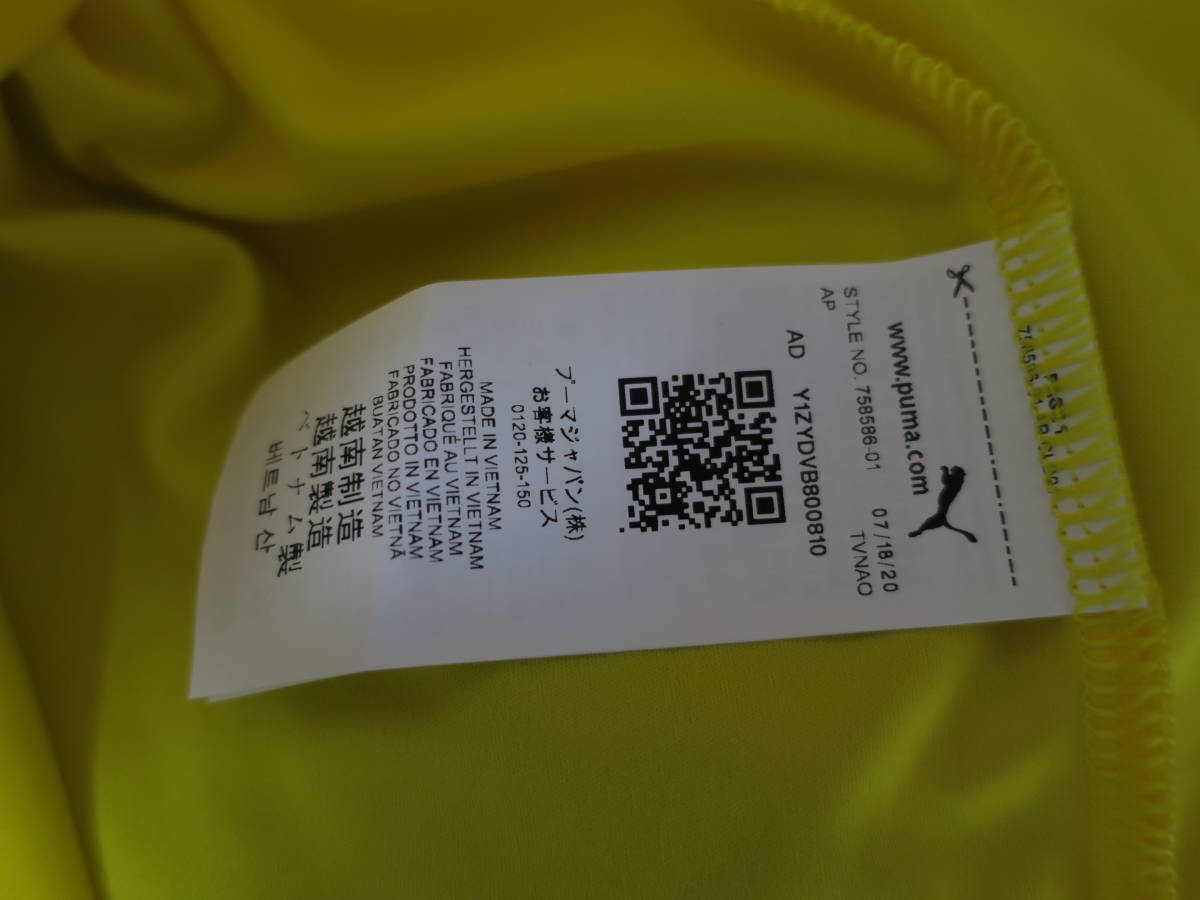 www.puma.com
STYLE NO. 758586-01 07/18/20
AP TVNAO
AD Y1ZYDVB800810
プーマジャパン(株)
お客様サービス
0120-125-150
MADE IN VIETNAM
HERGESTELLT IN VIETNAM
FABRIQUÉ AU VIETNAM
FABRICADO EN VIETNAM
PRODOTTO IN VIETNAM
FABRICADO NO VIETNÃ
BUATAN VIETNAM
越南制造
越南製造
ベトナム製
베트남 산